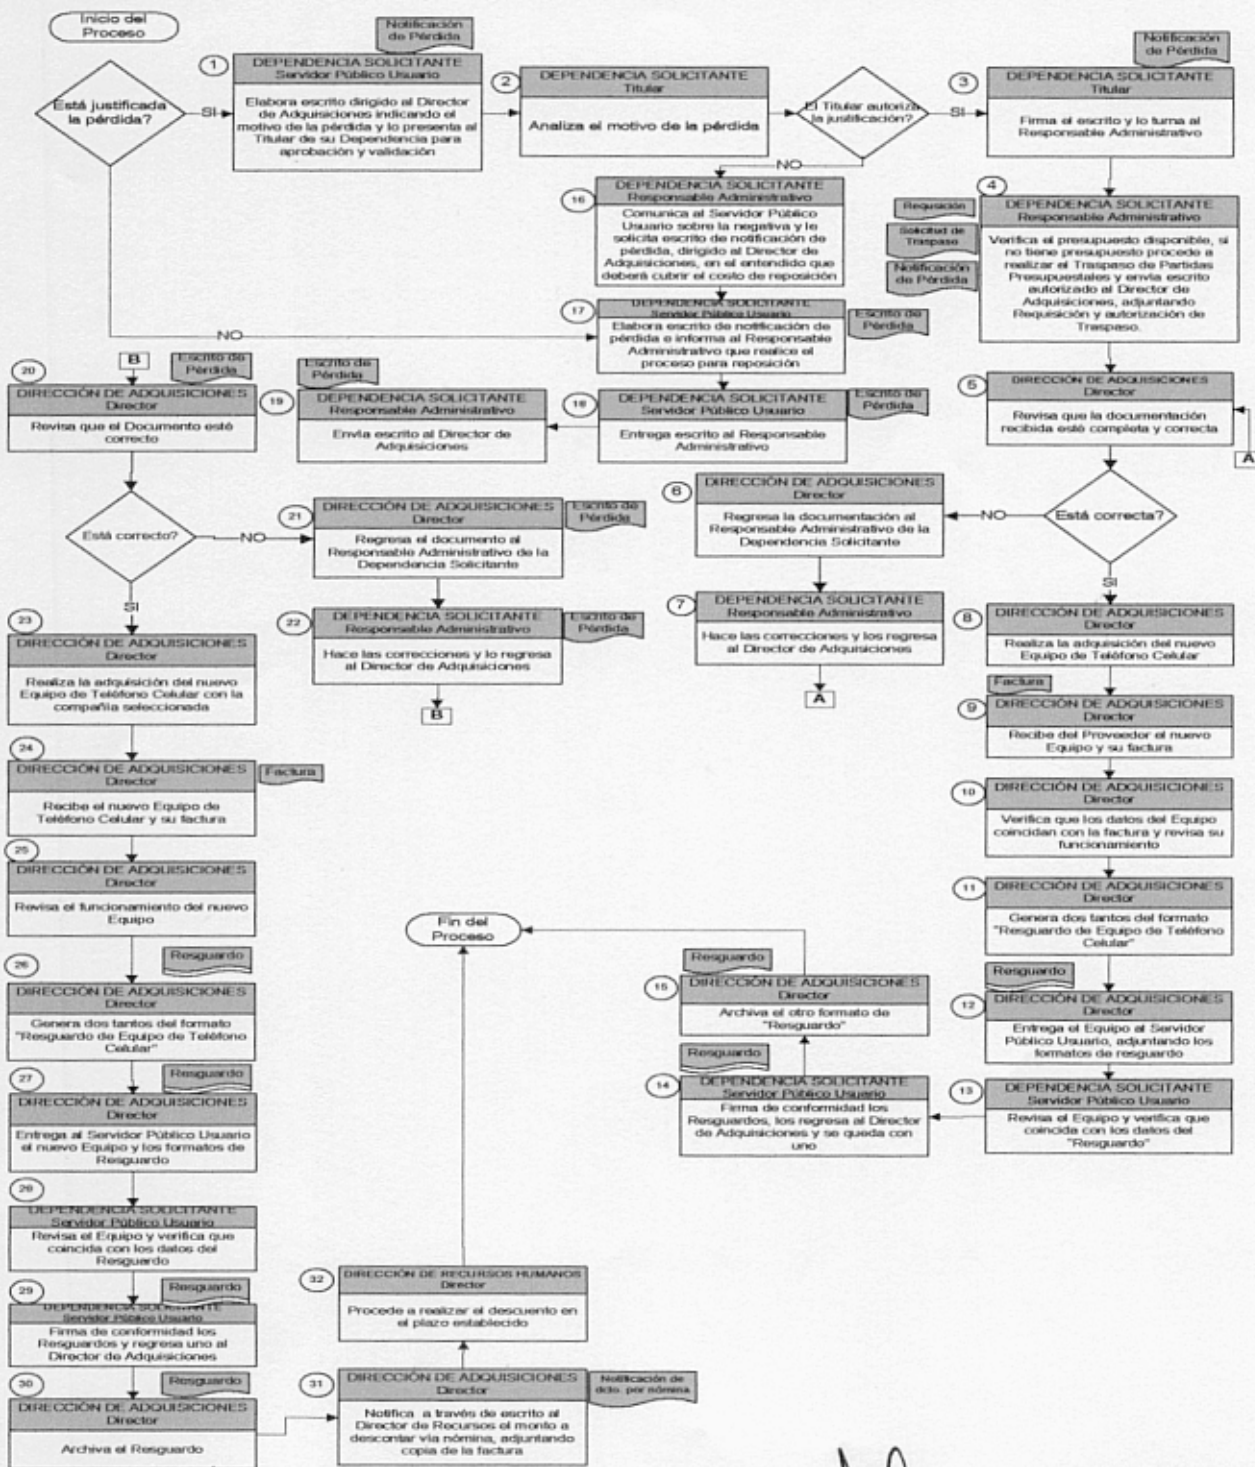 Inicio del
Proceso
Está justificada
la pérdida?
SI
NO
Notificación
de Pérdida
1
DEPENDENCIA SOLICITANTE
Servidor Público Usuario
Elabora escrito dirigido al Director
de Adquisiciones indicando el
motivo de la pérdida y lo presenta al
Titular de su Dependencia para
aprobación y validación
2
DEPENDENCIA SOLICITANTE
Titular
Analiza el motivo de la pérdida
El Titular autoriza
la justificación?
SI
NO
Notificación
de Pérdida
3
DEPENDENCIA SOLICITANTE
Titular
Firma el escrito y lo turna al
Responsable Administrativo
4
Requisición
Solicitud de
Traspaso
Notificación
de Pérdida
DEPENDENCIA SOLICITANTE
Responsable Administrativo
Verifica el presupuesto disponible, si
no tiene presupuesto procede a
realizar el Traspaso de Partidas
Presupuestales y envía escrito
autorizado al Director de
Adquisiciones, adjuntando
Requisición y autorización de
Traspaso.
16
DEPENDENCIA SOLICITANTE
Responsable Administrativo
Comunica al Servidor Público
Usuario sobre la negativa y le
solicita escrito de notificación de
pérdida, dirigido al Director de
Adquisiciones, en el entendido que
deberá cubrir el costo de reposición
17
DEPENDENCIA SOLICITANTE
Servidor Público Usuario
Elabora escrito de notificación de
pérdida e informa al Responsable
Administrativo que realice el
proceso para reposición
Escrito de
Pérdida
18
DEPENDENCIA SOLICITANTE
Servidor Público Usuario
Entrega escrito al Responsable
Administrativo
Escrito de
Pérdida
Escrito de
Pérdida
19
DEPENDENCIA SOLICITANTE
Responsable Administrativo
Envía escrito al Director de
Adquisiciones
B
Escrito de
Pérdida
20
DIRECCIÓN DE ADQUISICIONES
Director
Revisa que el Documento esté
correcto
Está correcto?
NO
SI
21
DIRECCIÓN DE ADQUISICIONES
Director
Regresa el documento al
Responsable Administrativo de la
Dependencia Solicitante
Escrito de
Pérdida
22
DEPENDENCIA SOLICITANTE
Responsable Administrativo
Hace las correcciones y lo regresa
al Director de Adquisiciones
Escrito de
Pérdida
B
5
DIRECCIÓN DE ADQUISICIONES
Director
Revisa que la documentación
recibida esté completa y correcta
A
Está correcta?
NO
SI
6
DIRECCIÓN DE ADQUISICIONES
Director
Regresa la documentación al
Responsable Administrativo de la
Dependencia Solicitante
7
DEPENDENCIA SOLICITANTE
Responsable Administrativo
Hace las correcciones y los regresa
al Director de Adquisiciones
A
8
DIRECCIÓN DE ADQUISICIONES
Director
Realiza la adquisición del nuevo
Equipo de Teléfono Celular
Factura
9
DIRECCIÓN DE ADQUISICIONES
Director
Recibe del Proveedor el nuevo
Equipo y su factura
10
DIRECCIÓN DE ADQUISICIONES
Director
Verifica que los datos del Equipo
coincidan con la factura y revisa su
funcionamiento
11
DIRECCIÓN DE ADQUISICIONES
Director
Genera dos tantos del formato
"Resguardo de Equipo de Teléfono
Celular"
Resguardo
12
DIRECCIÓN DE ADQUISICIONES
Director
Entrega el Equipo al Servidor
Público Usuario, adjuntando los
formatos de resguardo
13
DEPENDENCIA SOLICITANTE
Servidor Público Usuario
Revisa el Equipo y verifica que
coincida con los datos del
"Resguardo"
Resguardo
14
DEPENDENCIA SOLICITANTE
Servidor Público Usuario
Firma de conformidad los
Resguardos, los regresa al Director
de Adquisiciones y se queda con
uno
Resguardo
15
DIRECCIÓN DE ADQUISICIONES
Director
Archiva el otro formato de
"Resguardo"
Fin del
Proceso
23
DIRECCIÓN DE ADQUISICIONES
Director
Realiza la adquisición del nuevo
Equipo de Teléfono Celular con la
compañía seleccionada
24
DIRECCIÓN DE ADQUISICIONES
Director
Recibe el nuevo Equipo de
Teléfono Celular y su factura
Factura
25
DIRECCIÓN DE ADQUISICIONES
Director
Revisa el funcionamiento del nuevo
Equipo
Resguardo
26
DIRECCIÓN DE ADQUISICIONES
Director
Genera dos tantos del formato
"Resguardo de Equipo de Teléfono
Celular"
Resguardo
27
DIRECCIÓN DE ADQUISICIONES
Director
Entrega al Servidor Público Usuario
el nuevo Equipo y los formatos de
Resguardo
28
DEPENDENCIA SOLICITANTE
Servidor Público Usuario
Revisa el Equipo y verifica que
coincida con los datos del
Resguardo
Resguardo
29
DEPENDENCIA SOLICITANTE
Servidor Público Usuario
Firma de conformidad los
Resguardos y regresa uno al
Director de Adquisiciones
Resguardo
30
DIRECCIÓN DE ADQUISICIONES
Director
Archiva el Resguardo
31
DIRECCIÓN DE ADQUISICIONES
Director
Notifica a través de escrito al
Director de Recursos el monto a
descontar vía nómina, adjuntando
copia de la factura
Notificación de
dcto. por nómina
32
DIRECCIÓN DE RECURSOS HUMANOS
Director
Procede a realizar el descuento en
el plazo establecido